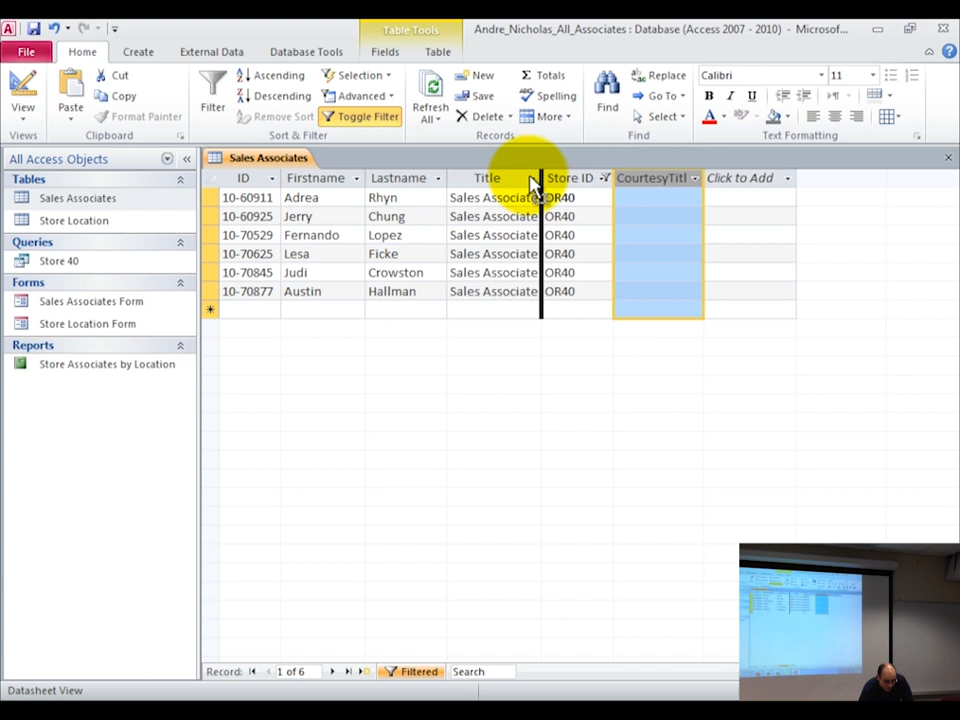 Table Tools
Andre_Nicholas_All_Associates : Database (Access 2007 - 2010) - Microsof...
File Home Create External Data Database Tools Fields Table
View
Views
Paste
Cut
Copy
Format Painter
Clipboard
Filter
Ascending
Descending
Remove Sort
Selection
Advanced
Toggle Filter
Sort & Filter
Refresh All
New
Save
Delete
Totals
Spelling
More
Records
Find
Replace
Go To
Select
Find
Calibri 11
B I U
A
Text Formatting
All Access Objects
Tables
Sales Associates
Store Location
Queries
Store 40
Forms
Sales Associates Form
Store Location Form
Reports
Store Associates by Location
Sales Associates
ID Firstname Lastname Title Store ID CourtesyTitl Click to Add
10-60911 Adrea Rhyn Sales Associate OR40
10-60925 Jerry Chung Sales Associate OR40
10-70529 Fernando Lopez Sales Associate OR40
10-70625 Lesa Ficke Sales Associate OR40
10-70845 Judi Crowston Sales Associate OR40
10-70877 Austin Hallman Sales Associate OR40
Record: 1 of 6 Filtered Search
Datasheet View